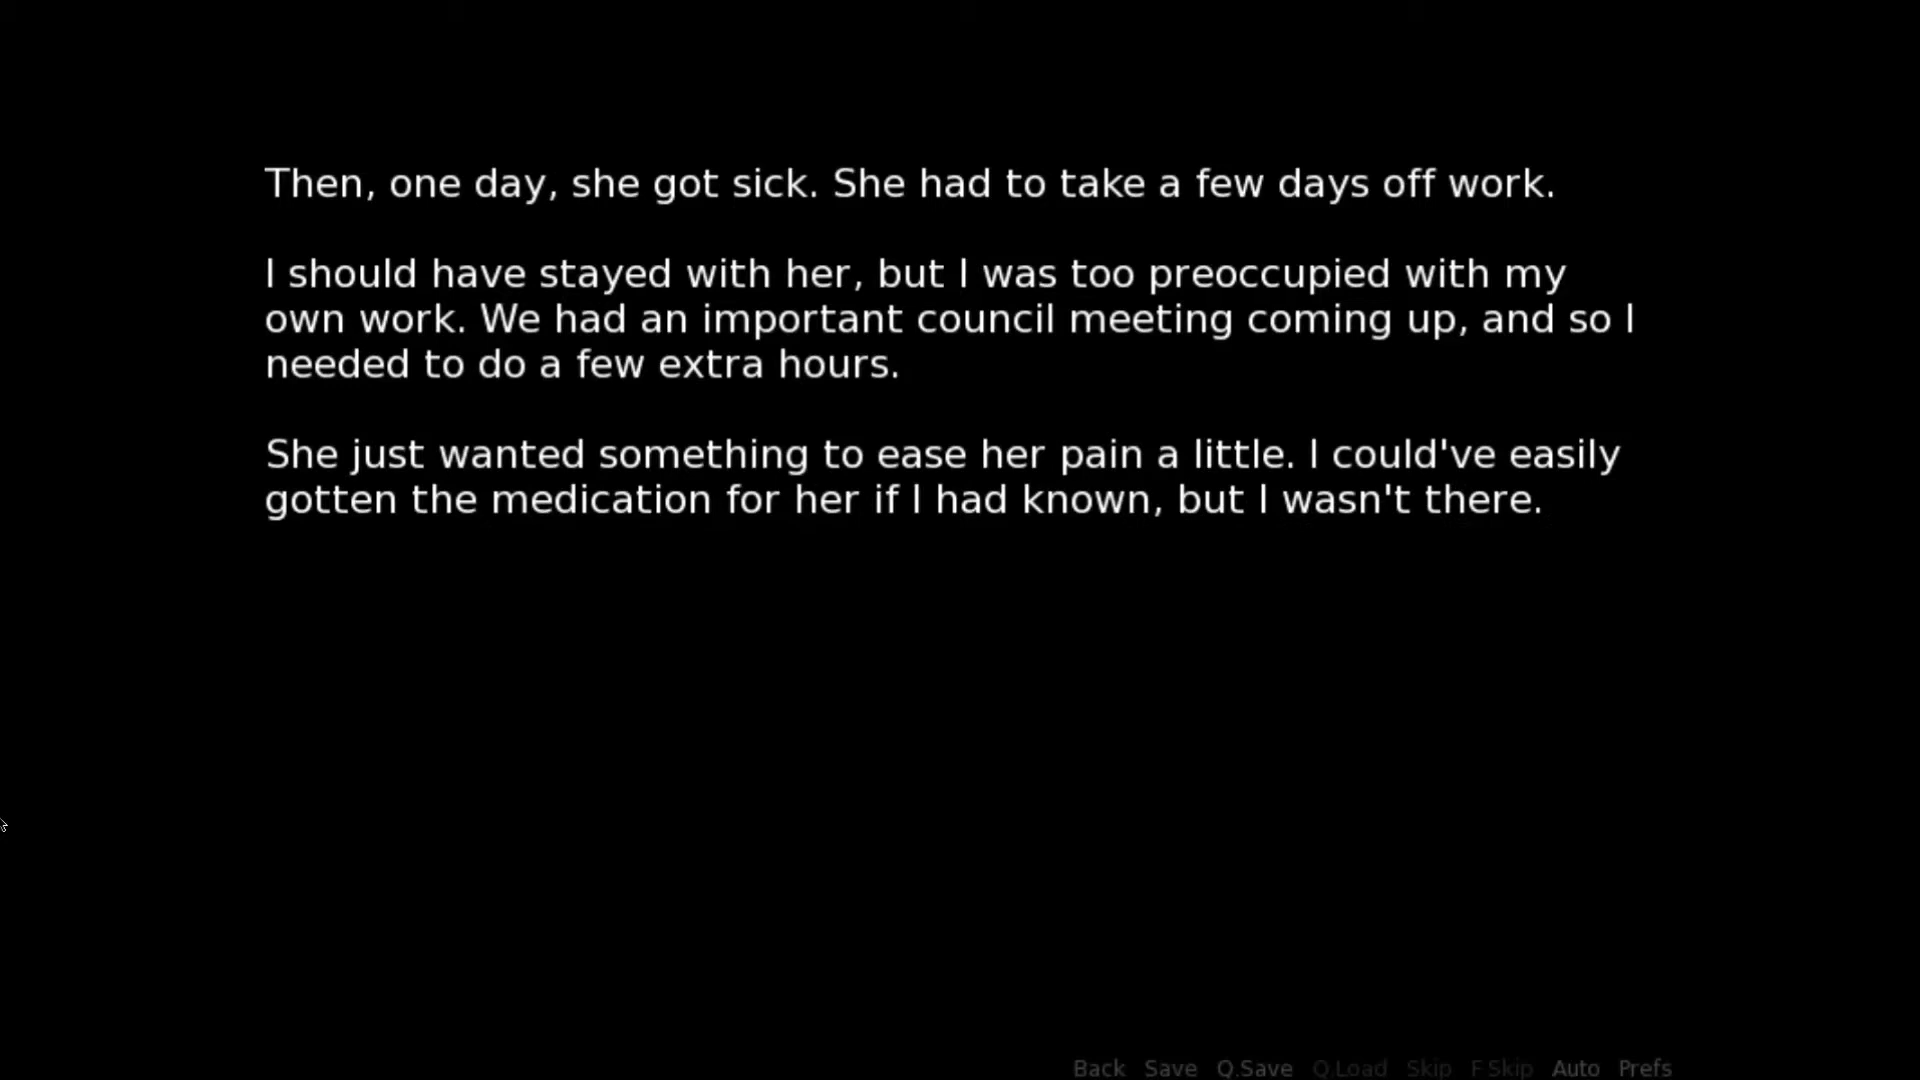 Then, one day, she got sick. She had to take a few days off work.
I should have stayed with her, but I was too preoccupied with my
own work. We had an important council meeting coming up, and so I
needed to do a few extra hours.
She just wanted something to ease her pain a little. I could've easily
gotten the medication for her if I had known, but I wasn't there.
Back Save Q.Save Q.Load Skip F.Skip Auto Prefs